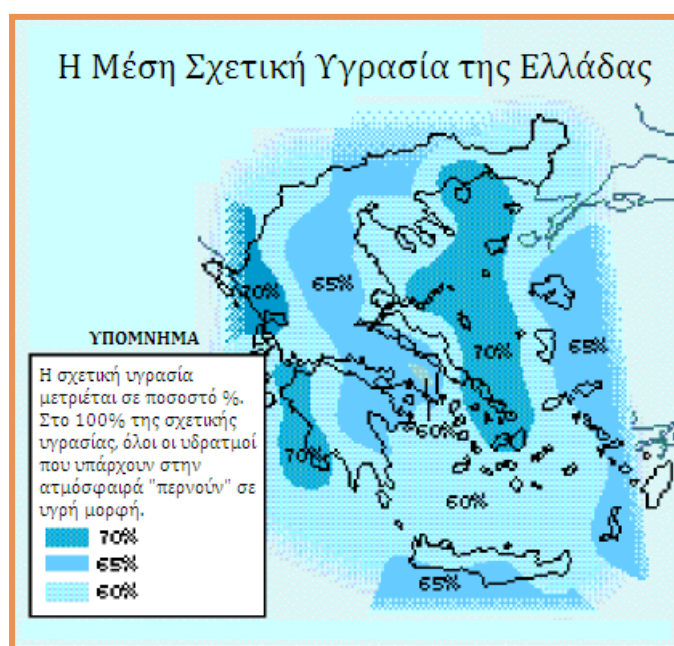 Η Μέση Σχετική Υγρασία της Ελλάδας
70%
65%
70%
65%
60%
70%
60%
65%
ΥΠΟΜΝΗΜΑ
Η σχετική υγρασία
μετριέται σε ποσοστό %.
Στο 100% της σχετικής
υγρασίας, όλοι οι υδρατμοί
που υπάρχουν στην
ατμόσφαιρά "περνούν" σε
υγρή μορφή.
70%
65%
60%